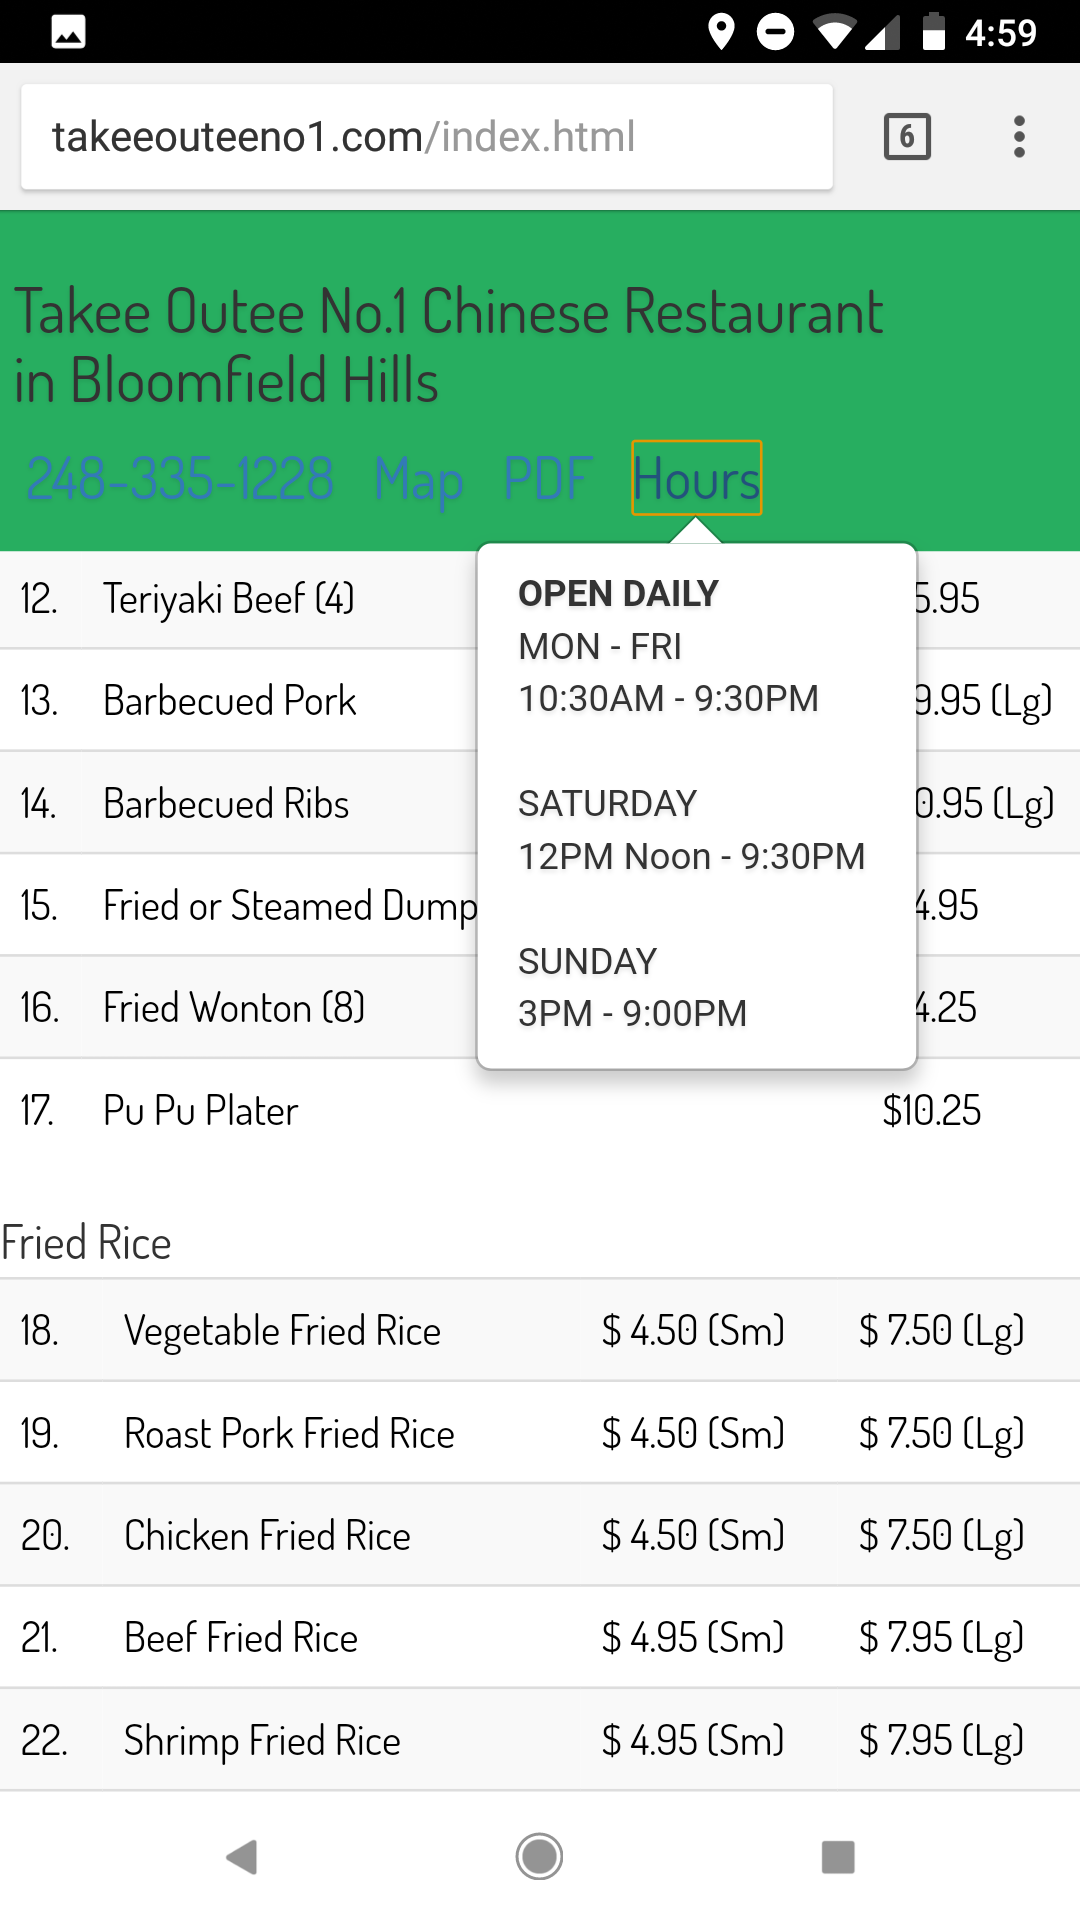 4:59
takeeouteeno1.com/index.html
6
Takee Outee No.1 Chinese Restaurant
in Bloomfield Hills
248-335-1228 Map PDF Hours
OPEN DAILY
MON - FRI
10:30AM - 9:30PM
SATURDAY
12PM Noon - 9:30PM
SUNDAY
3PM - 9:00PM
12. Teriyaki Beef (4) 5.95
13. Barbecued Pork 9.95 (Lg)
14. Barbecued Ribs 0.95 (Lg)
15. Fried or Steamed Dump 4.95
16. Fried Wonton (8) 4.25
17. Pu Pu Plater $10.25
Fried Rice
18. Vegetable Fried Rice $ 4.50 (Sm) $ 7.50 (Lg)
19. Roast Pork Fried Rice $ 4.50 (Sm) $ 7.50 (Lg)
20. Chicken Fried Rice $ 4.50 (Sm) $ 7.50 (Lg)
21. Beef Fried Rice $ 4.95 (Sm) $ 7.95 (Lg)
22. Shrimp Fried Rice $ 4.95 (Sm) $ 7.95 (Lg)